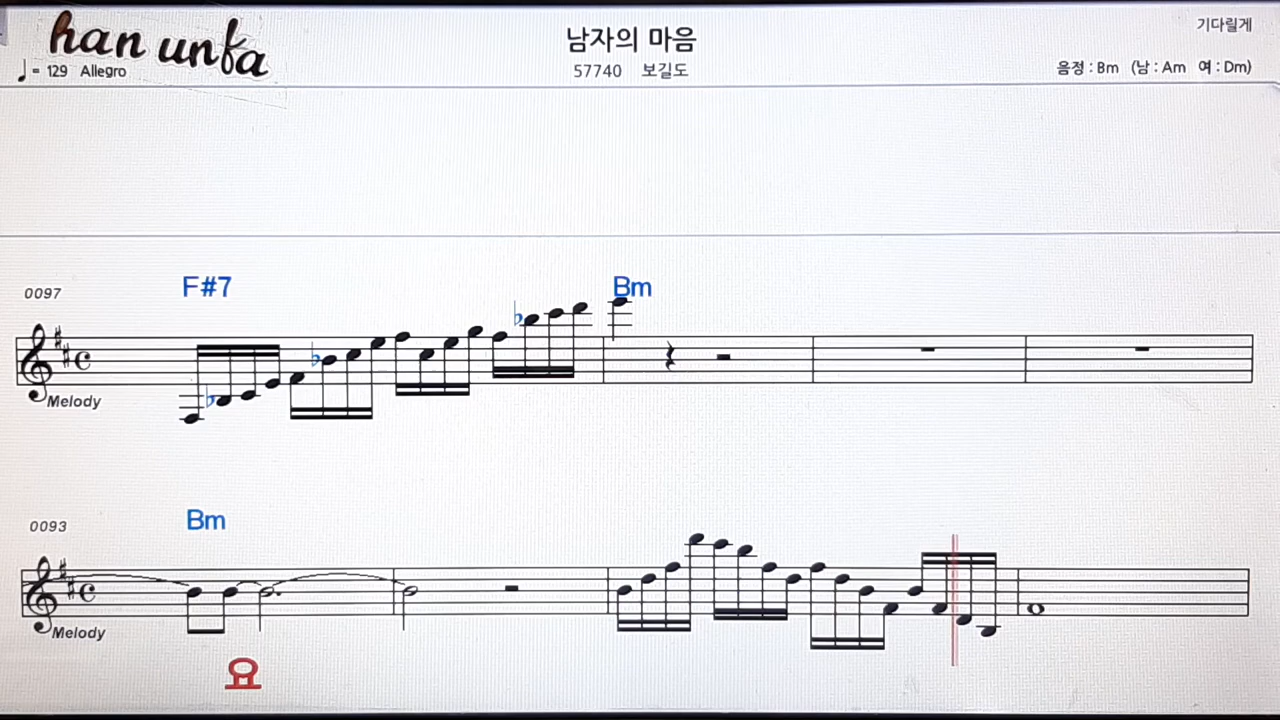 han unfa
♩= 129 Allegro
남자의 마음
57740 보길도
기다릴게
음정 : Bm (남 : Am 여 : Dm)
0097
F#7 Bm
Melody
0093
Bm
Melody
요